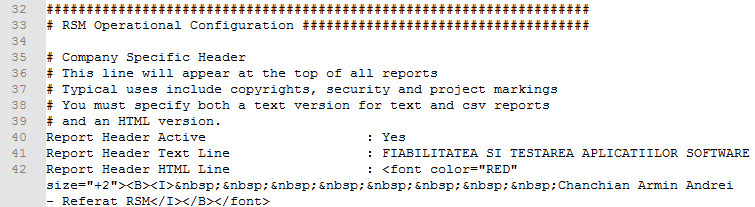 32 ######################################################################
33 # RSM Operational Configuration ######################################
34
35 # Company Specific Header
36 # This line will appear at the top of all reports
37 # Typical uses include copyrights, security and project markings
38 # You must specify both a text version for text and csv reports
39 # and an HTML version.
40 Report Header Active                    : Yes
41 Report Header Text Line                 : FIABILITATEA SI TESTAREA APLICATIILOR SOFTWARE
42 Report Header HTML Line                 : <font color="RED"
size="+2"><B><I>&nbsp;&nbsp;&nbsp;&nbsp;&nbsp;&nbsp;&nbsp;&nbsp;Chanchian Armin Andrei
- Referat RSM</I></B></font>